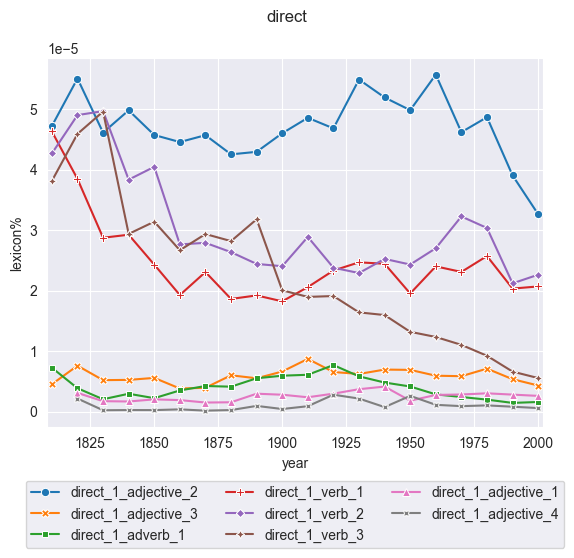 direct
1e−5
5
4
3
2
1
0
lexicon%
1825 1850 1875 1900 1925 1950 1975 2000
year
direct_1_adjective_2 direct_1_verb_1 direct_1_adjective_1
direct_1_adjective_3 direct_1_verb_2 direct_1_adjective_4
direct_1_adverb_1 direct_1_verb_3